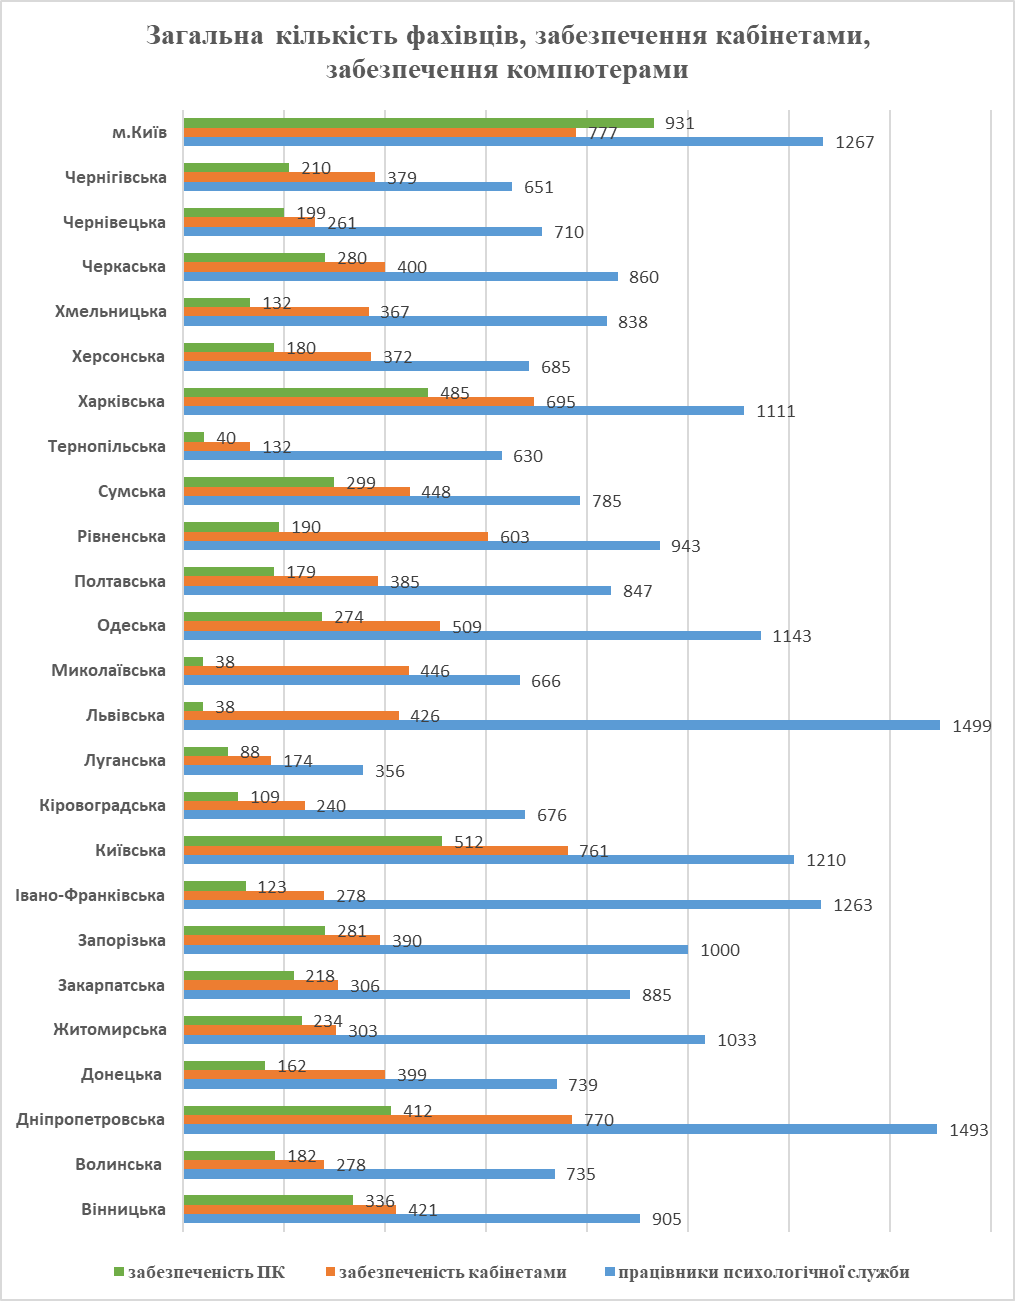 Загальна кількість фахівців, забезпечення кабінетами,
забезпечення компютерами
м.Київ
931
777
1267
Чернігівська
210
379
651
Чернівецька
199
261
710
Черкаська
280
400
860
Хмельницька
132
367
838
Херсонська
180
372
685
Харківська
485
695
1111
Тернопільська
40
132
630
Сумська
299
448
785
Рівненська
190
603
943
Полтавська
179
385
847
Одеська
274
509
1143
Миколаївська
38
446
666
Львівська
38
426
1499
Луганська
88
174
356
Кіровоградська
109
240
676
Київська
512
761
1210
Івано-Франківська
123
278
1263
Запорізька
281
390
1000
Закарпатська
218
306
885
Житомирська
234
303
1033
Донецька
162
399
739
Дніпропетровська
412
770
1493
Волинська
182
278
735
Вінницька
336
421
905
забезпеченість ПК
забезпеченість кабінетами
працівники психологічної служби